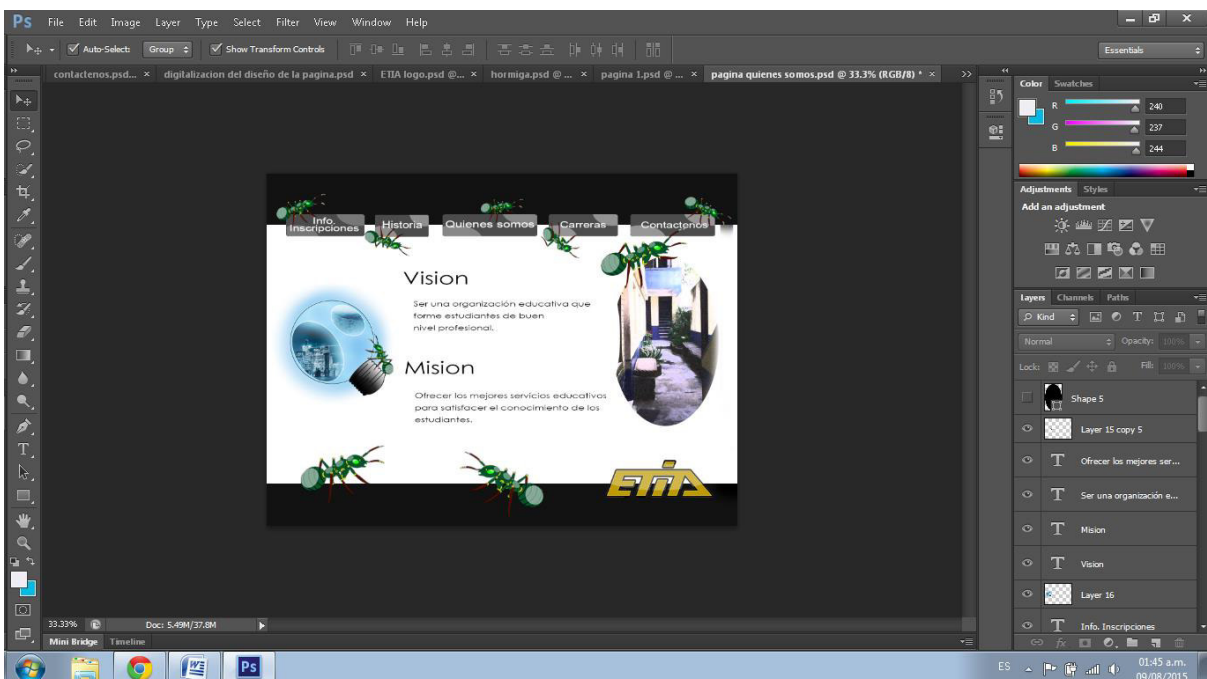 Ps File Edit Image Layer Type Select Filter View Window Help
Auto-Select: Group Show Transform Controls Essentials
contactenos.psd... × digitalizacion del diseño de la pagina.psd × ETIA logo.psd @... × hormiga.psd @ ... × pagina 1.psd @ ... × pagina quienes somos.psd @ 33.3% (RGB/8) * ×
Color Swatches
R 240
G 237
B 244
Adjustments Styles
Add an adjustment
Layers Channels Paths
Kind
Normal Opacity: 100%
Lock: Fill: 100%
Shape 5
Layer 15 copy 5
Ofrecer los mejores ser...
Ser una organización e...
Mision
Vision
Layer 16
Info. Inscripciones
Info.
Inscripciones
Historia
Quienes somos
Carreras
Contactenos
Vision
Ser una organización educativa que
forme estudiantes de buen
nivel profesional.
Mision
Ofrecer los mejores servicios educativos
para satisfacer el conocimiento de los
estudiantes.
ETIA
33.33% Doc: 5.49M/37.8M
Mini Bridge Timeline
Ps
ES 01:45 a.m.
09/08/2015